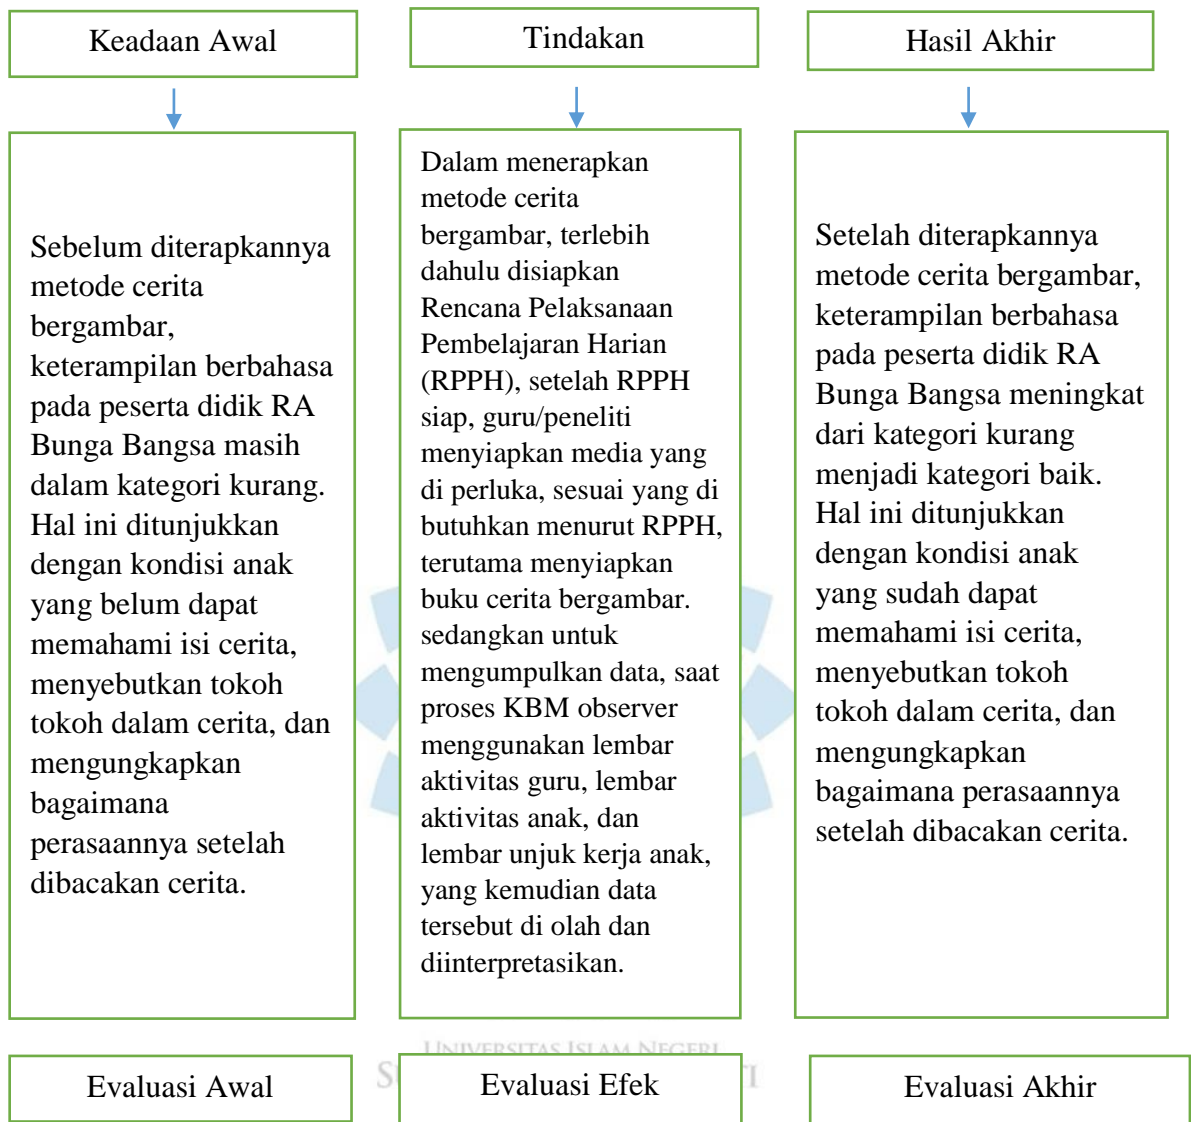 Keadaan Awal
Tindakan
Hasil Akhir
Sebelum diterapkannya
metode cerita
bergambar,
keterampilan berbahasa
pada peserta didik RA
Bunga Bangsa masih
dalam kategori kurang.
Hal ini ditunjukkan
dengan kondisi anak
yang belum dapat
memahami isi cerita,
menyebutkan tokoh
tokoh dalam cerita, dan
mengungkapkan
bagaimana
perasaannya setelah
dibacakan cerita.
Dalam menerapkan
metode cerita
bergambar, terlebih
dahulu disiapkan
Rencana Pelaksanaan
Pembelajaran Harian
(RPPH), setelah RPPH
siap, guru/peneliti
menyiapkan media yang
di perluka, sesuai yang di
butuhkan menurut RPPH,
terutama menyiapkan
buku cerita bergambar.
sedangkan untuk
mengumpulkan data, saat
proses KBM observer
menggunakan lembar
aktivitas guru, lembar
aktivitas anak, dan
lembar unjuk kerja anak,
yang kemudian data
tersebut di olah dan
diinterpretasikan.
Setelah diterapkannya
metode cerita bergambar,
keterampilan berbahasa
pada peserta didik RA
Bunga Bangsa meningkat
dari kategori kurang
menjadi kategori baik.
Hal ini ditunjukkan
dengan kondisi anak
yang sudah dapat
memahami isi cerita,
menyebutkan tokoh
tokoh dalam cerita, dan
mengungkapkan
bagaimana perasaannya
setelah dibacakan cerita.
UNIVERSITAS ISLAM NEGERI
Evaluasi Awal
Evaluasi Efek
Evaluasi Akhir